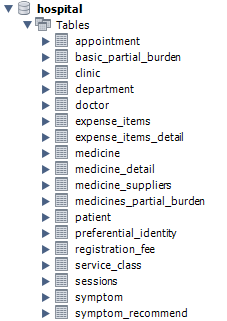 hospital
Tables
appointment
basic_partial_burden
clinic
department
doctor
expense_items
expense_items_detail
medicine
medicine_detail
medicine_suppliers
medicines_partial_burden
patient
preferential_identity
registration_fee
service_class
sessions
symptom
symptom_recommend